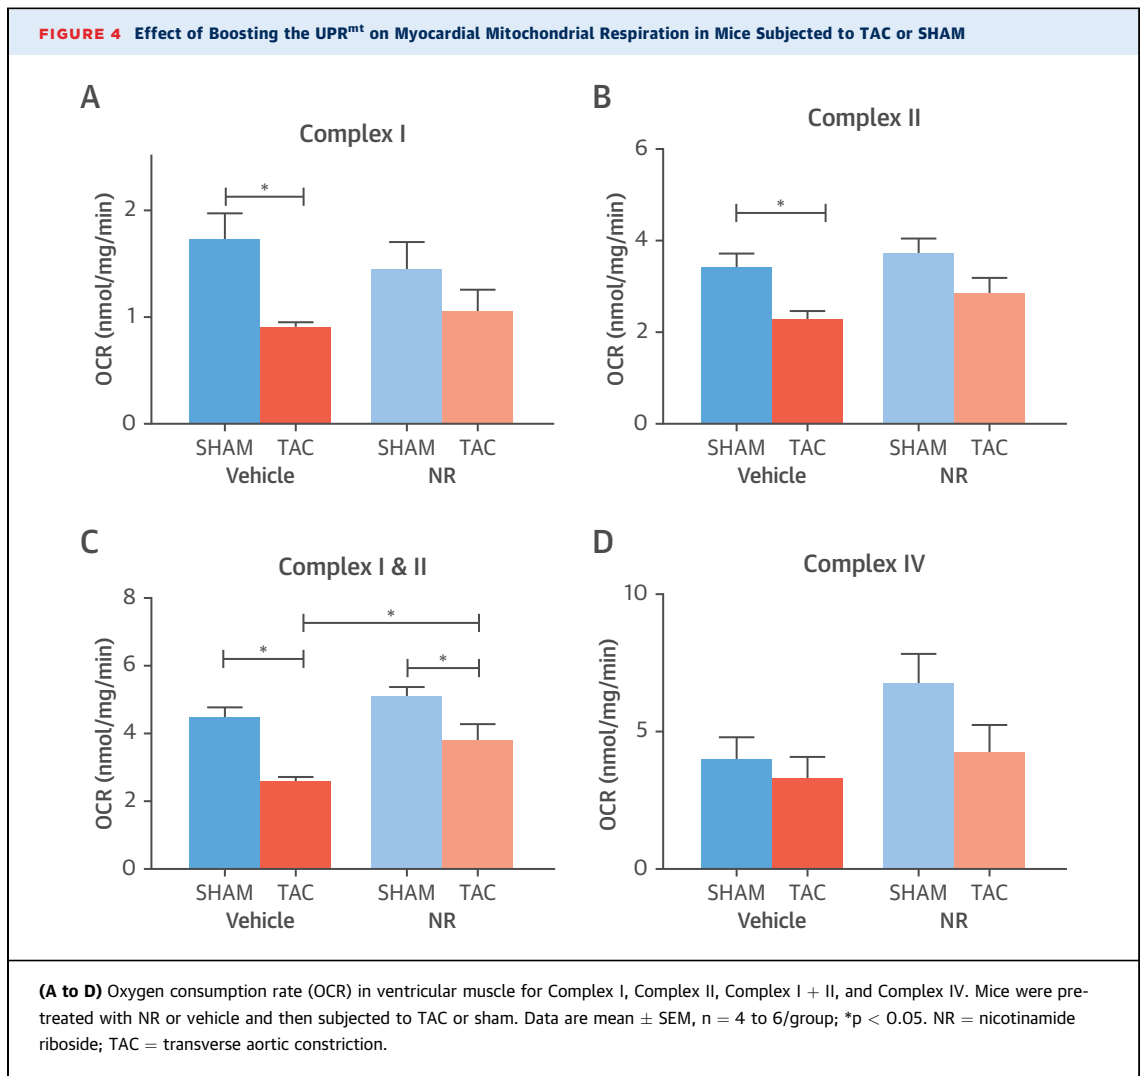 FIGURE 4 Effect of Boosting the UPRmt on Myocardial Mitochondrial Respiration in Mice Subjected to TAC or SHAM
A
Complex I
OCR (nmol/mg/min)
2
1
0
SHAM TAC SHAM TAC
Vehicle NR
B
Complex II
OCR (nmol/mg/min)
6
4
2
0
*
SHAM TAC SHAM TAC
Vehicle NR
*
C
Complex I & II
OCR (nmol/mg/min)
8
6
4
2
0
*
*
*
SHAM TAC SHAM TAC
Vehicle NR
D
Complex IV
OCR (nmol/mg/min)
10
5
0
SHAM TAC SHAM TAC
Vehicle NR
(A to D) Oxygen consumption rate (OCR) in ventricular muscle for Complex I, Complex II, Complex I + II, and Complex IV. Mice were pre-
treated with NR or vehicle and then subjected to TAC or sham. Data are mean ± SEM, n = 4 to 6/group; *p < 0.05. NR = nicotinamide
riboside; TAC = transverse aortic constriction.